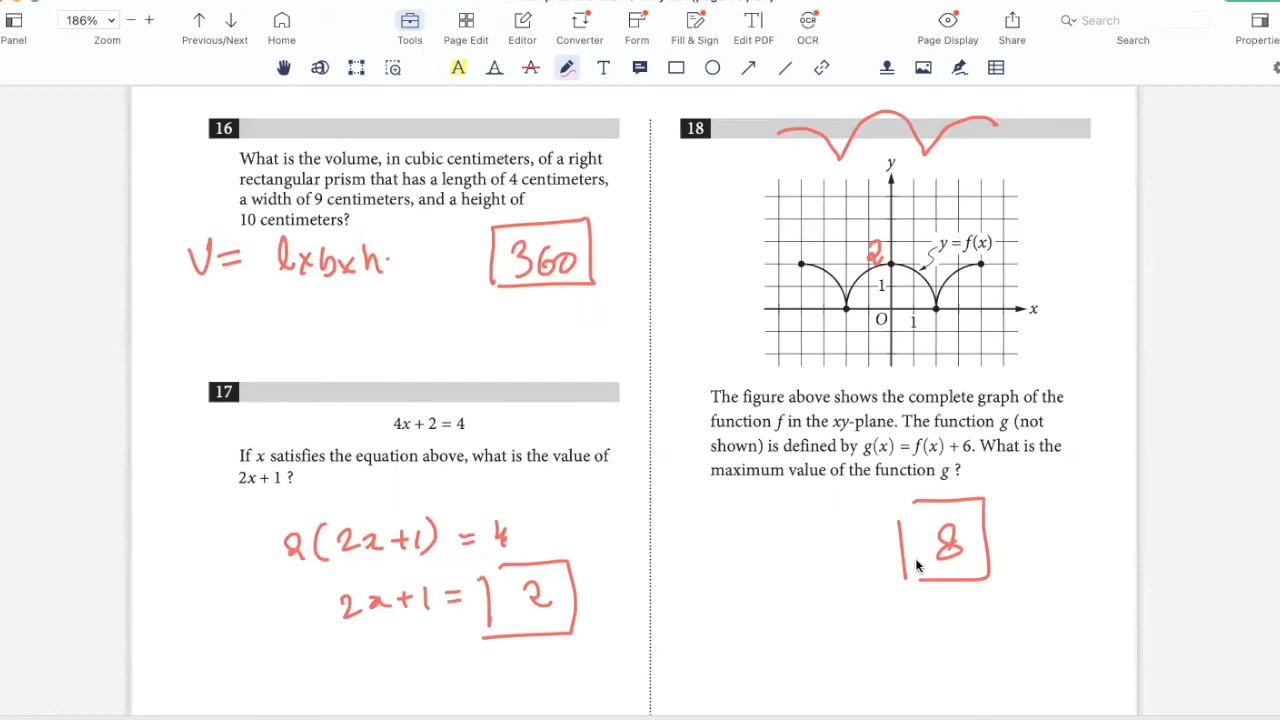 186%
Search
Panel
Zoom
Previous/Next
Home
Tools
Page Edit
Editor
Converter
Form
Fill & Sign
Edit PDF
OCR
Page Display
Share
Search
Properties
16
What is the volume, in cubic centimeters, of a right
rectangular prism that has a length of 4 centimeters,
a width of 9 centimeters, and a height of
10 centimeters?
V = l x b x h.
360
17
4x + 2 = 4
If x satisfies the equation above, what is the value of
2x + 1 ?
2(2x+1) = 4
2x+1 = 2
18
y
2
y = f(x)
1
O
1
x
The figure above shows the complete graph of the
function f in the xy-plane. The function g (not
shown) is defined by g(x) = f(x) + 6. What is the
maximum value of the function g ?
8